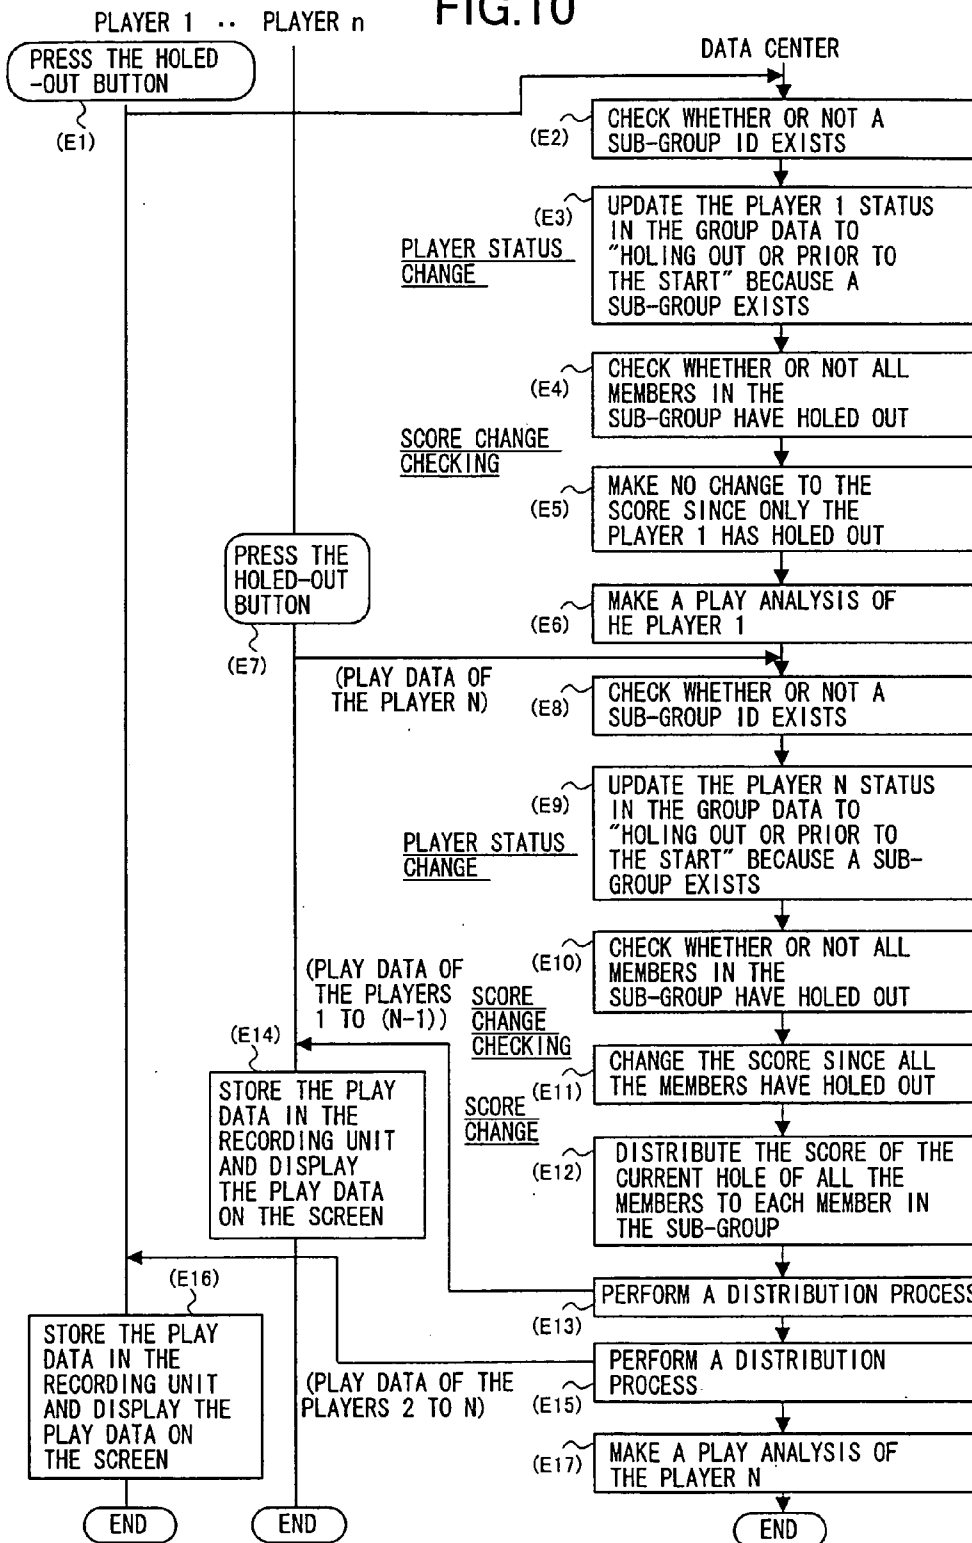 FIG.10
PLAYER 1 ‥ PLAYER n
DATA CENTER
PRESS THE HOLED
-OUT BUTTON
(E1)
(E2)
CHECK WHETHER OR NOT A
SUB-GROUP ID EXISTS
(E3)
UPDATE THE PLAYER 1 STATUS
IN THE GROUP DATA TO
"HOLING OUT OR PRIOR TO
THE START" BECAUSE A
SUB-GROUP EXISTS
PLAYER STATUS
CHANGE
(E4)
CHECK WHETHER OR NOT ALL
MEMBERS IN THE
SUB-GROUP HAVE HOLED OUT
SCORE CHANGE
CHECKING
(E5)
MAKE NO CHANGE TO THE
SCORE SINCE ONLY THE
PLAYER 1 HAS HOLED OUT
(E6)
MAKE A PLAY ANALYSIS OF
HE PLAYER 1
PRESS THE
HOLED-OUT
BUTTON
(E7)
(PLAY DATA OF
THE PLAYER N)
(E8)
CHECK WHETHER OR NOT A
SUB-GROUP ID EXISTS
(E9)
UPDATE THE PLAYER N STATUS
IN THE GROUP DATA TO
"HOLING OUT OR PRIOR TO
THE START" BECAUSE A SUB-
GROUP EXISTS
PLAYER STATUS
CHANGE
(E10)
CHECK WHETHER OR NOT ALL
MEMBERS IN THE
SUB-GROUP HAVE HOLED OUT
(PLAY DATA OF
THE PLAYERS
1 TO (N-1))
SCORE
CHANGE
CHECKING
(E11)
CHANGE THE SCORE SINCE ALL
THE MEMBERS HAVE HOLED OUT
SCORE
CHANGE
(E12)
DISTRIBUTE THE SCORE OF THE
CURRENT HOLE OF ALL THE
MEMBERS TO EACH MEMBER IN
THE SUB-GROUP
(E13)
PERFORM A DISTRIBUTION PROCESS
(E14)
STORE THE PLAY
DATA IN THE
RECORDING UNIT
AND DISPLAY
THE PLAY DATA
ON THE SCREEN
(E15)
PERFORM A DISTRIBUTION
PROCESS
(PLAY DATA OF THE
PLAYERS 2 TO N)
(E16)
STORE THE PLAY
DATA IN THE
RECORDING UNIT
AND DISPLAY THE
PLAY DATA ON
THE SCREEN
(E17)
MAKE A PLAY ANALYSIS OF
THE PLAYER N
END
END
END